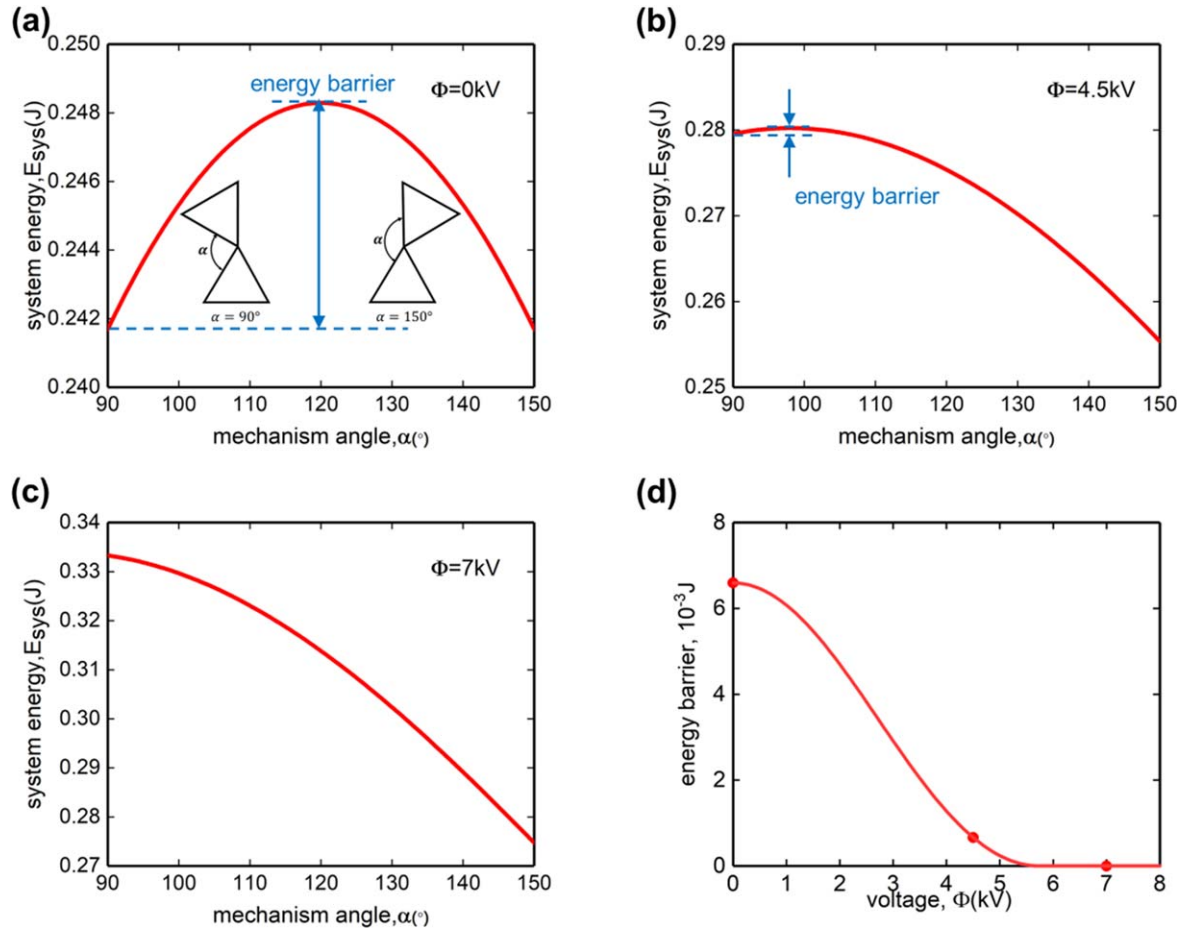 (a)
system energy,Esys(J)
0.250
0.248
0.246
0.244
0.242
0.240
energy barrier
Φ=0kV
α
α = 90°
α
α = 150°
90 100 110 120 130 140 150
mechanism angle,α(°)
(b)
system energy,Esys(J)
0.29
0.28
0.27
0.26
0.25
Φ=4.5kV
energy barrier
90 100 110 120 130 140 150
mechanism angle,α(°)
(c)
system energy,Esys(J)
0.34
0.33
0.32
0.31
0.30
0.29
0.28
0.27
Φ=7kV
90 100 110 120 130 140 150
mechanism angle,α(°)
(d)
energy barrier, 10⁻³J
8
6
4
2
0
0 1 2 3 4 5 6 7 8
voltage, Φ(kV)